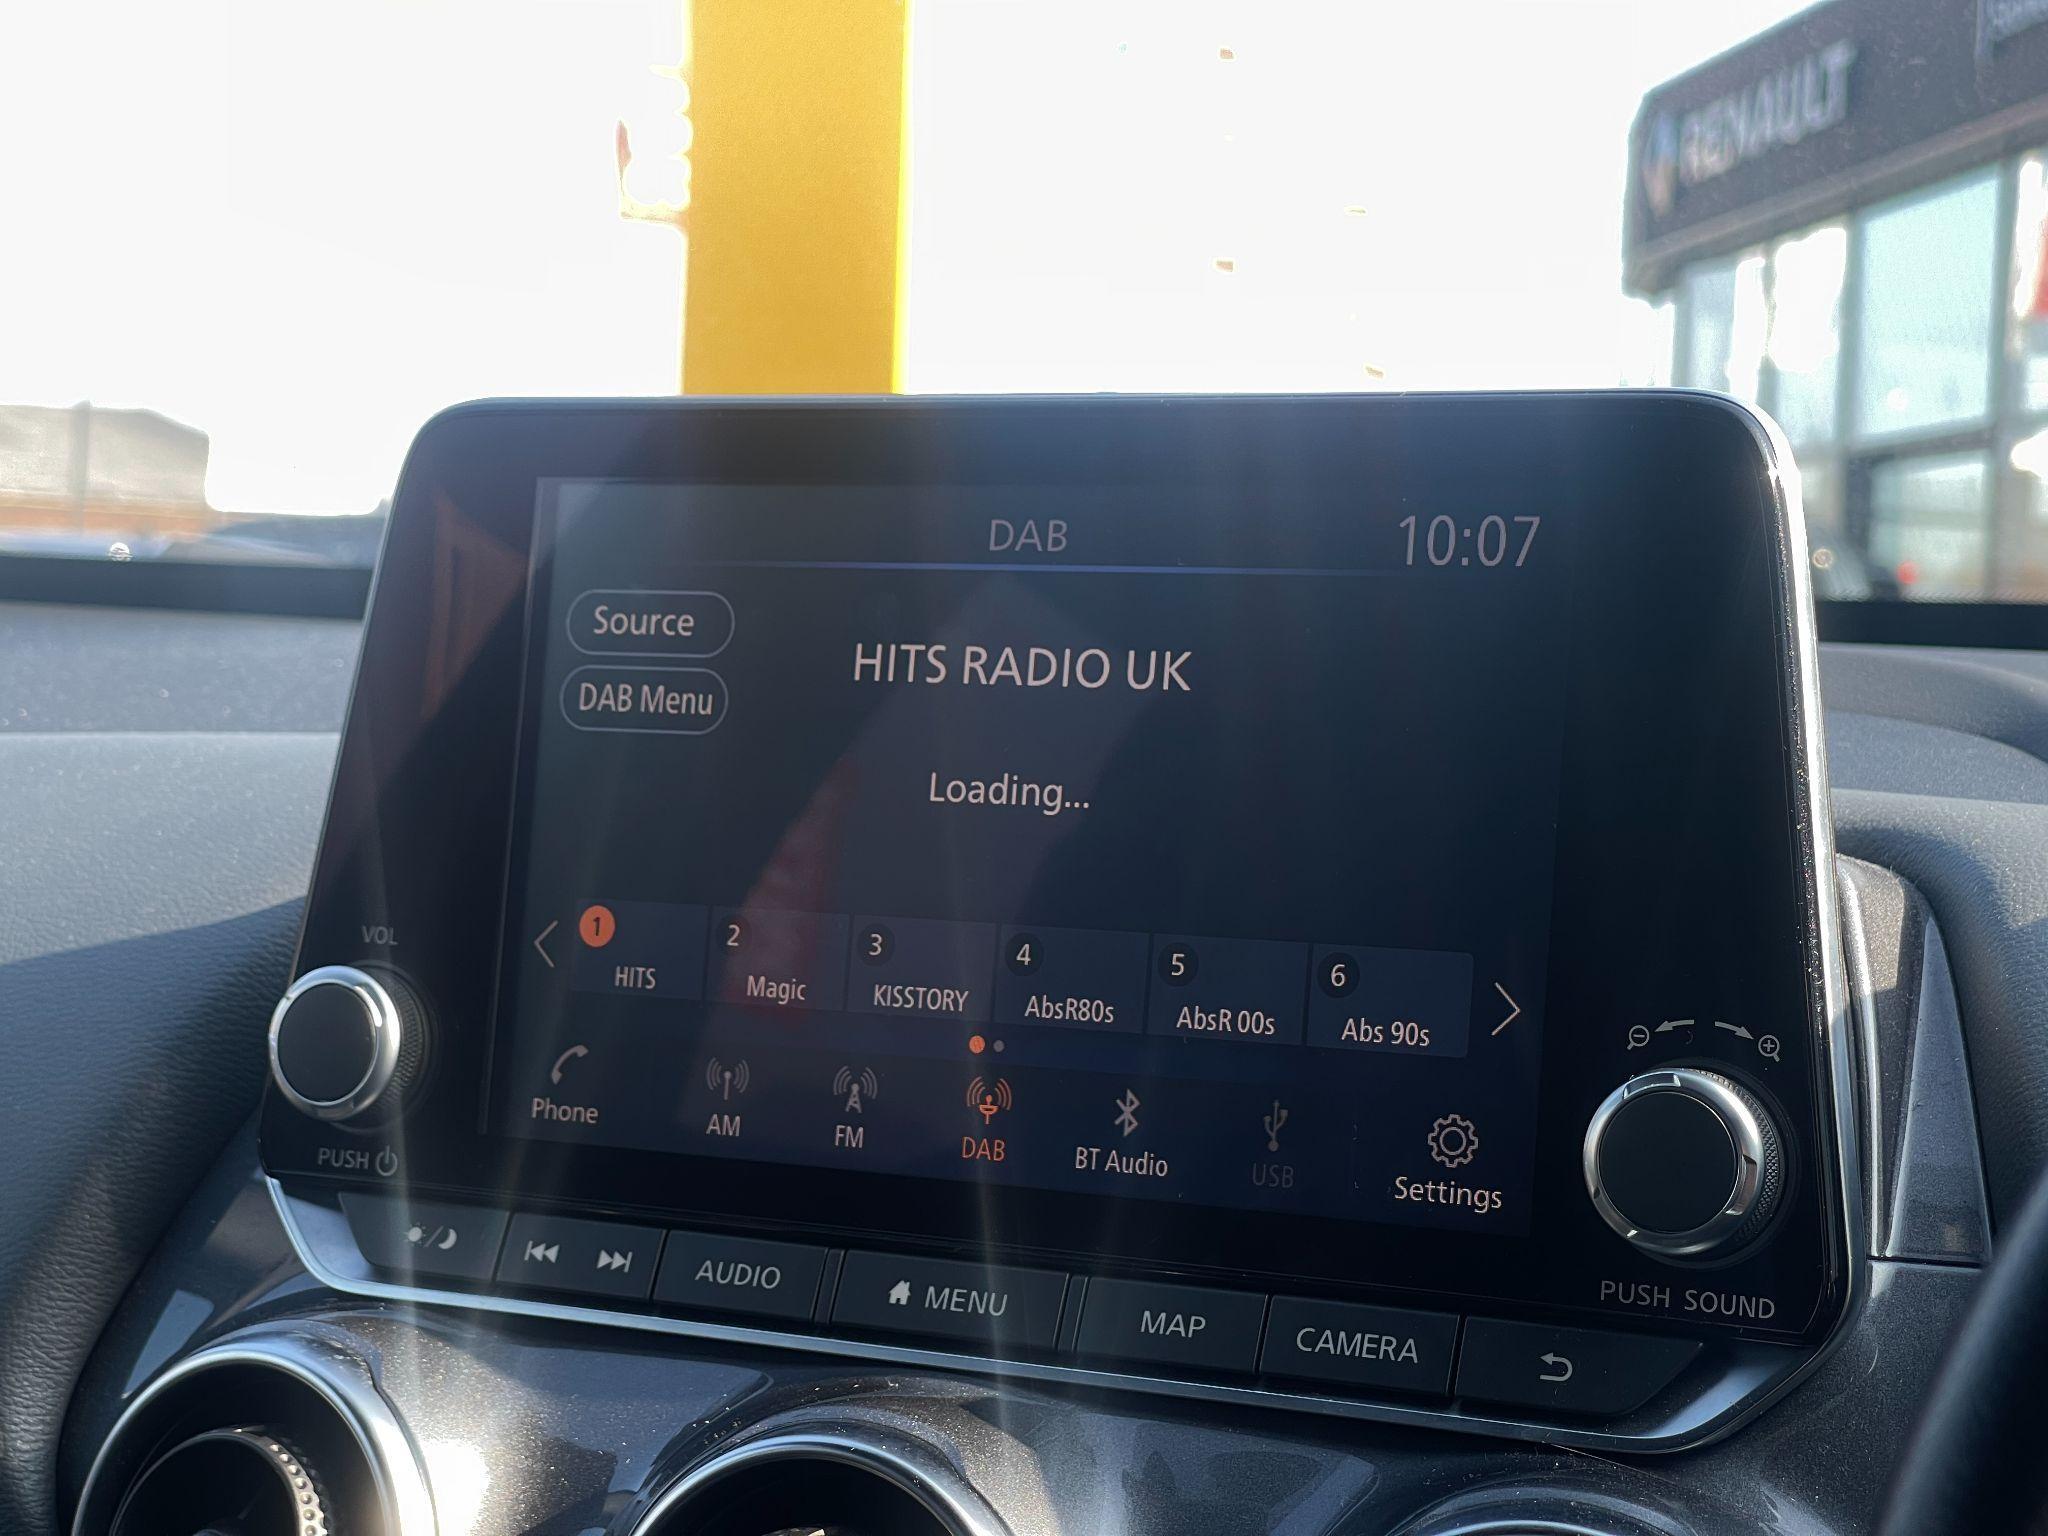 RENAULT
DAB
10:07
Source
HITS RADIO UK
DAB Menu
Loading...
1
2
3
4
5
6
HITS
Magic
KISSTORY
AbsR80s
AbsR 00s
Abs 90s
VOL
Phone
AM
FM
DAB
BT Audio
USB
Settings
PUSH
PUSH SOUND
AUDIO
MENU
MAP
CAMERA